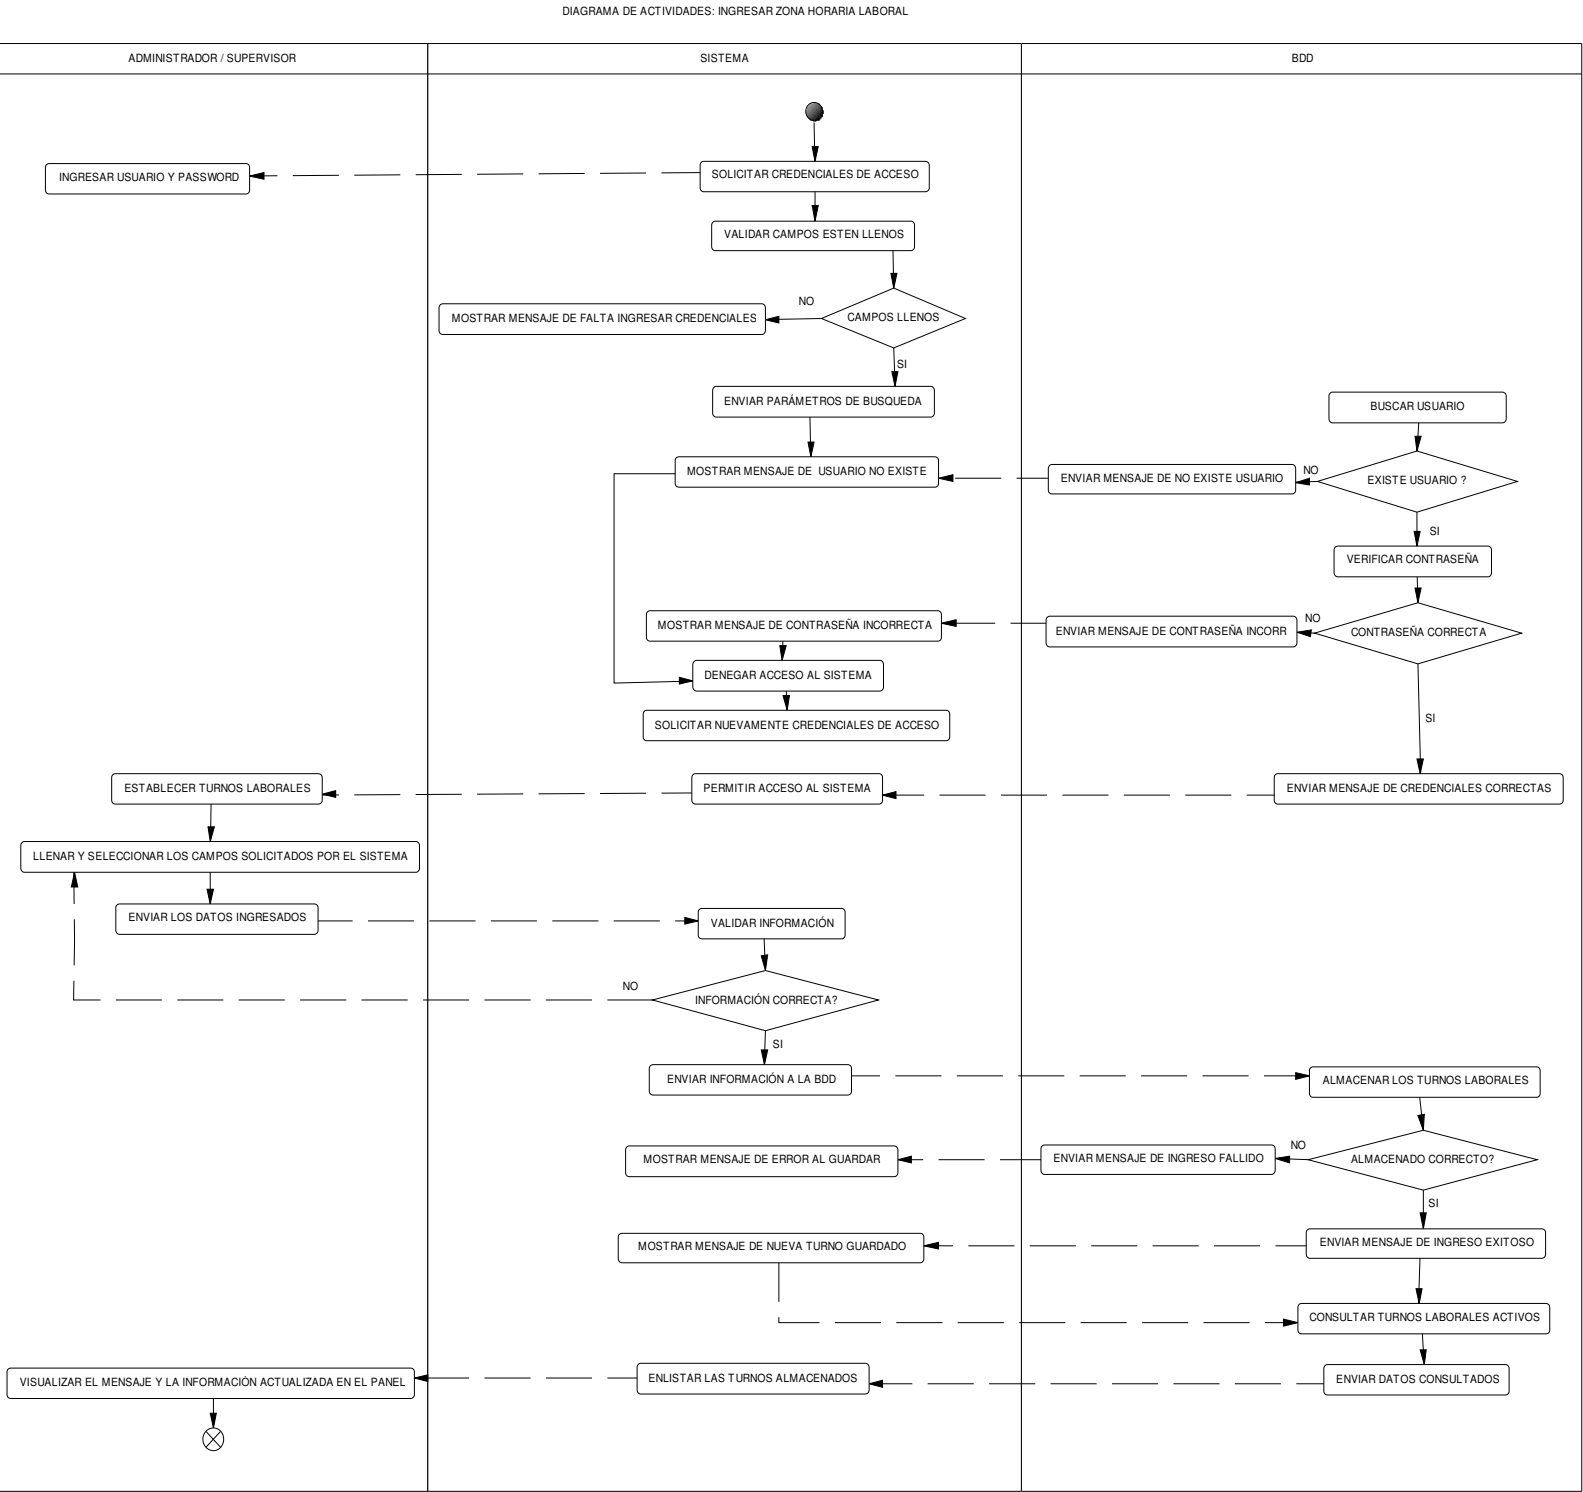 DIAGRAMA DE ACTIVIDADES: INGRESAR ZONA HORARIA LABORAL
ADMINISTRADOR / SUPERVISOR
SISTEMA
BDD
INGRESAR USUARIO Y PASSWORD
SOLICITAR CREDENCIALES DE ACCESO
VALIDAR CAMPOS ESTEN LLENOS
NO
CAMPOS LLENOS
MOSTRAR MENSAJE DE FALTA INGRESAR CREDENCIALES
SI
ENVIAR PARÁMETROS DE BUSQUEDA
BUSCAR USUARIO
MOSTRAR MENSAJE DE USUARIO NO EXISTE
ENVIAR MENSAJE DE NO EXISTE USUARIO
NO
EXISTE USUARIO ?
SI
VERIFICAR CONTRASEÑA
MOSTRAR MENSAJE DE CONTRASEÑA INCORRECTA
ENVIAR MENSAJE DE CONTRASEÑA INCORR
NO
CONTRASEÑA CORRECTA
DENEGAR ACCESO AL SISTEMA
SOLICITAR NUEVAMENTE CREDENCIALES DE ACCESO
SI
ESTABLECER TURNOS LABORALES
PERMITIR ACCESO AL SISTEMA
ENVIAR MENSAJE DE CREDENCIALES CORRECTAS
LLENAR Y SELECCIONAR LOS CAMPOS SOLICITADOS POR EL SISTEMA
ENVIAR LOS DATOS INGRESADOS
VALIDAR INFORMACIÓN
NO
INFORMACIÓN CORRECTA?
SI
ENVIAR INFORMACIÓN A LA BDD
ALMACENAR LOS TURNOS LABORALES
MOSTRAR MENSAJE DE ERROR AL GUARDAR
ENVIAR MENSAJE DE INGRESO FALLIDO
NO
ALMACENADO CORRECTO?
SI
MOSTRAR MENSAJE DE NUEVA TURNO GUARDADO
ENVIAR MENSAJE DE INGRESO EXITOSO
CONSULTAR TURNOS LABORALES ACTIVOS
VISUALIZAR EL MENSAJE Y LA INFORMACIÓN ACTUALIZADA EN EL PANEL
ENLISTAR LAS TURNOS ALMACENADOS
ENVIAR DATOS CONSULTADOS